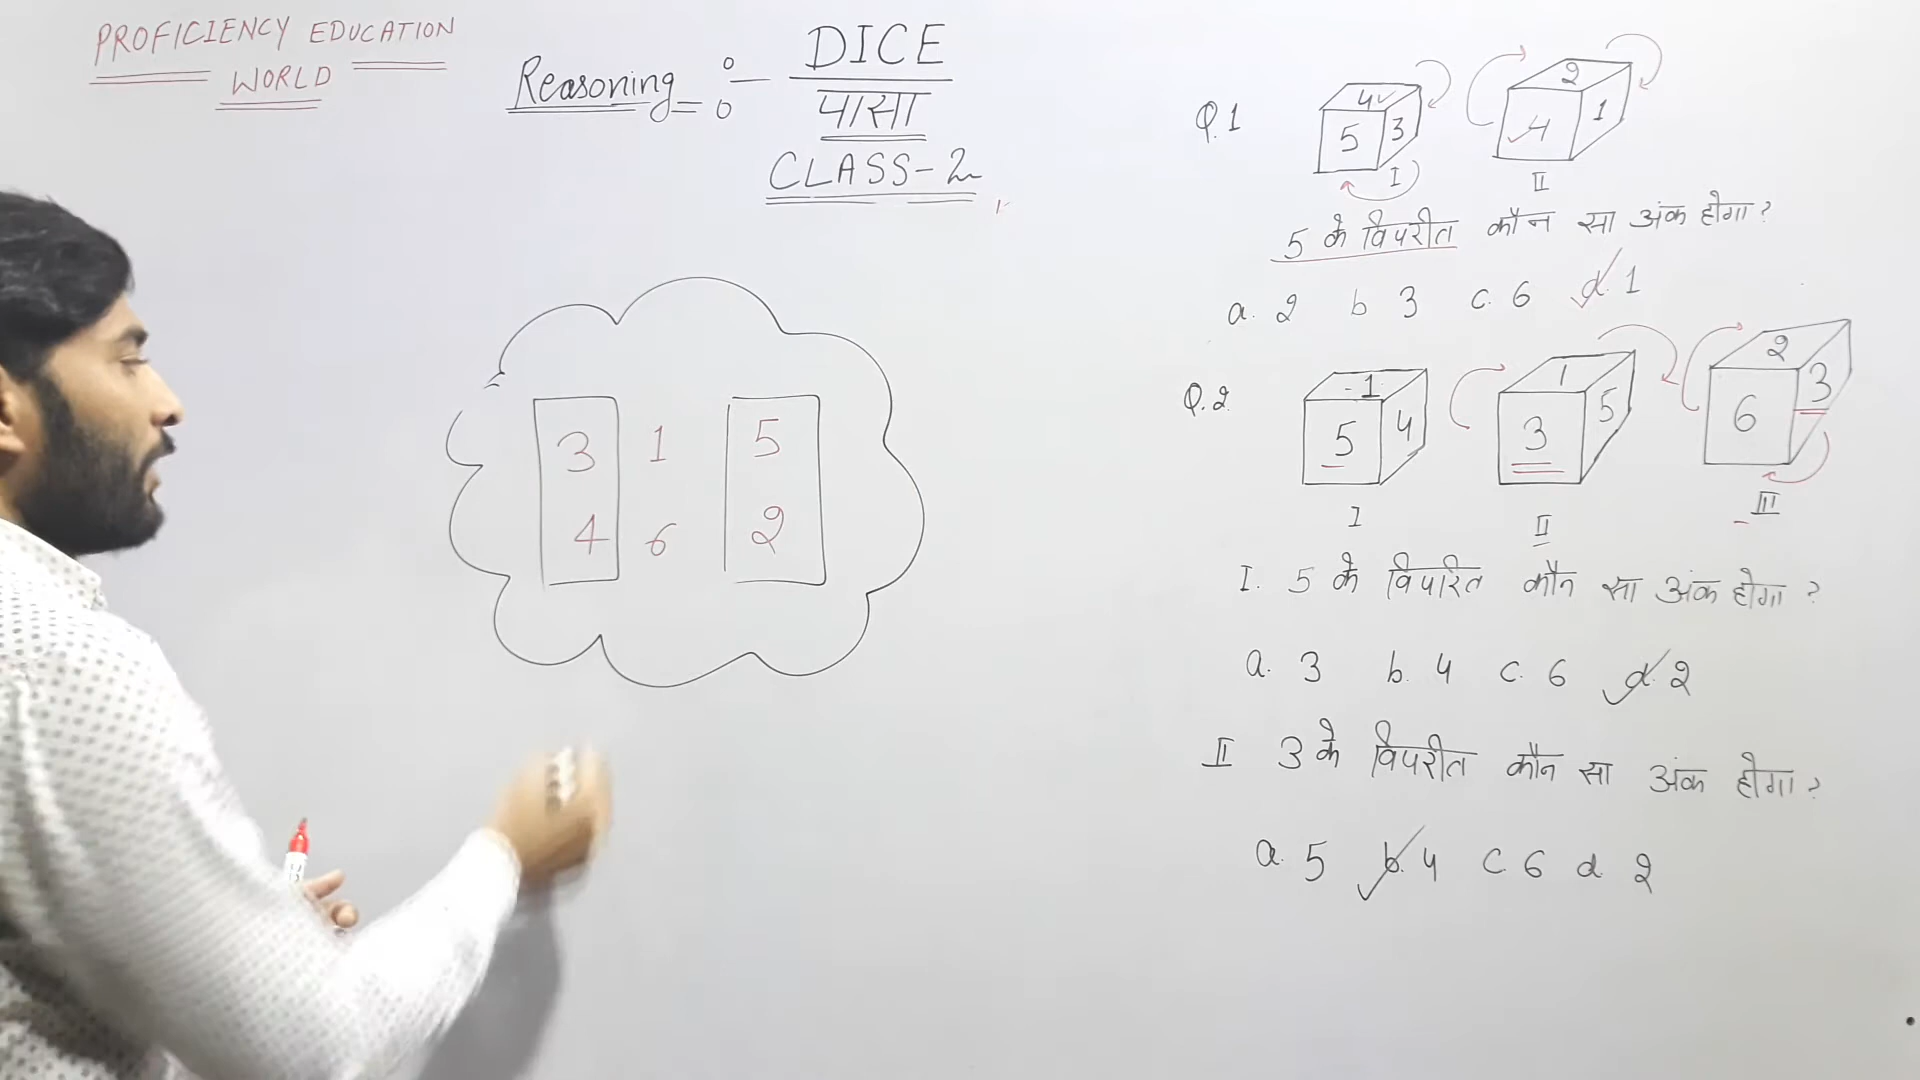 PROFICIENCY EDUCATION
WORLD
Reasoning :- DICE
पासा
CLASS-2
3 1 5
4 6 2
Q.1
4 5 3
I
2 4 1
II
5 के विपरीत कौन सा अंक होगा?
a. 2 b 3 c. 6 d. 1
Q.2
1 5 4
I
1 3 5
II
2 6 3
III
I. 5 के विपरित कौन सा अंक होगा ?
a. 3 b. 4 c. 6 d. 2
II 3 के विपरीत कौन सा अंक होगा?
a. 5 b. 4 c. 6 d 2